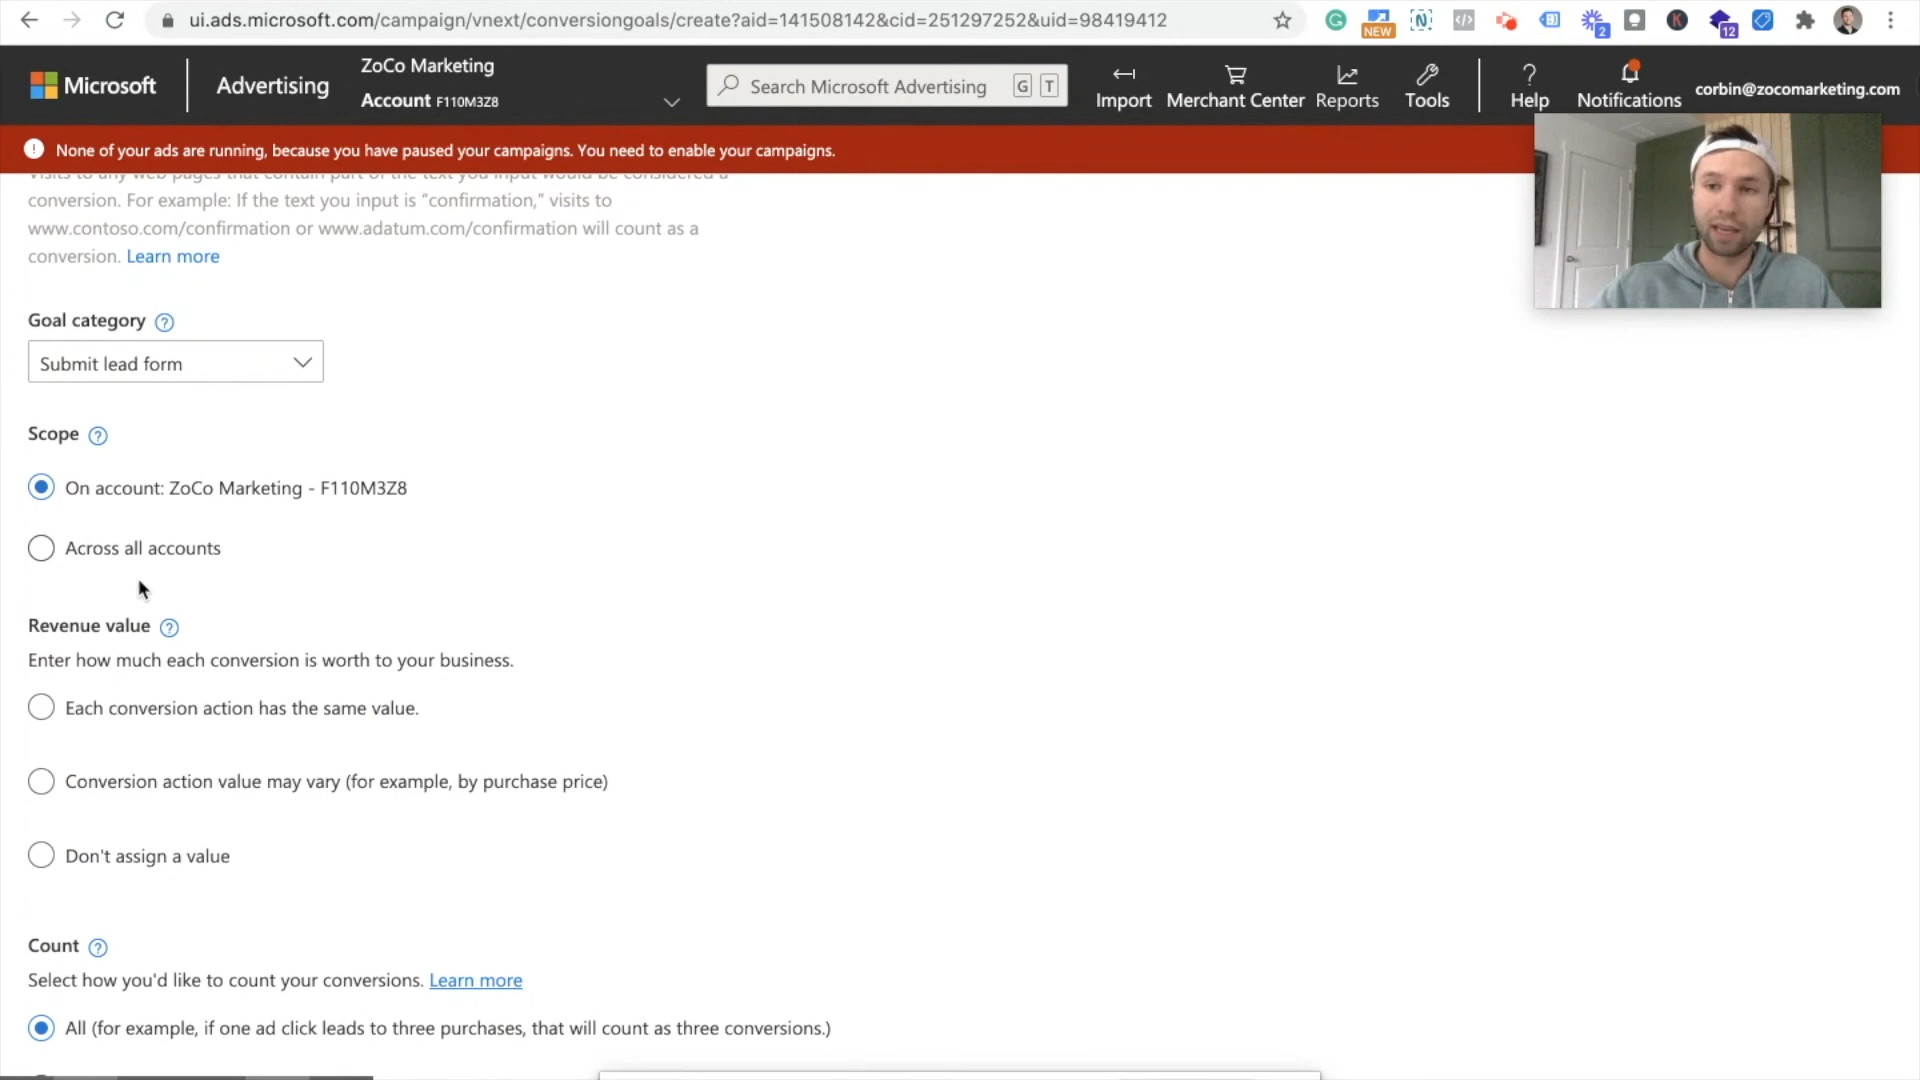 ui.ads.microsoft.com/campaign/vnext/conversiongoals/create?aid=141508142&cid=251297252&uid=98419412
NEW
2
12
Microsoft
Advertising
ZoCo Marketing
Account F110M3Z8
Search Microsoft Advertising
G T
Import
Merchant Center
Reports
Tools
Help
Notifications
corbin@zocomarketing.com
None of your ads are running, because you have paused your campaigns. You need to enable your campaigns.
Visits to any web pages that contain part of the text you input would be considered a
conversion. For example: If the text you input is “confirmation,” visits to
www.contoso.com/confirmation or www.adatum.com/confirmation will count as a
conversion. Learn more
Goal category ?
Submit lead form
Scope ?
On account: ZoCo Marketing - F110M3Z8
Across all accounts
Revenue value ?
Enter how much each conversion is worth to your business.
Each conversion action has the same value.
Conversion action value may vary (for example, by purchase price)
Don't assign a value
Count ?
Select how you'd like to count your conversions. Learn more
All (for example, if one ad click leads to three purchases, that will count as three conversions.)